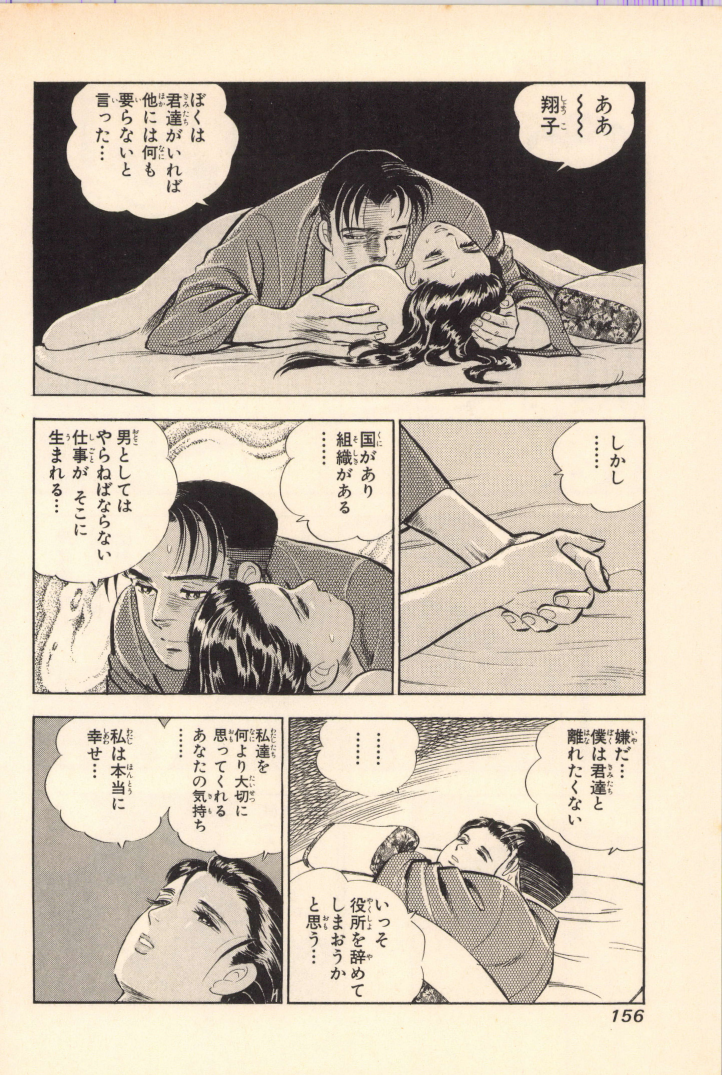 ああ
〜〜
翔子
ぼくは
君達がいれば
他には何も
要らないと
言った…
しかし
……
国があり
組織がある
……
男としては
やらねばならない
仕事が そこに
生まれる…
嫌だ…
僕は君達と
離れたくない
……
……
いっそ
役所を辞めて
しまおうか
と思う…
私達を
何より大切に
思ってくれる
あなたの気持ち
……
私は本当に
幸せ…
156